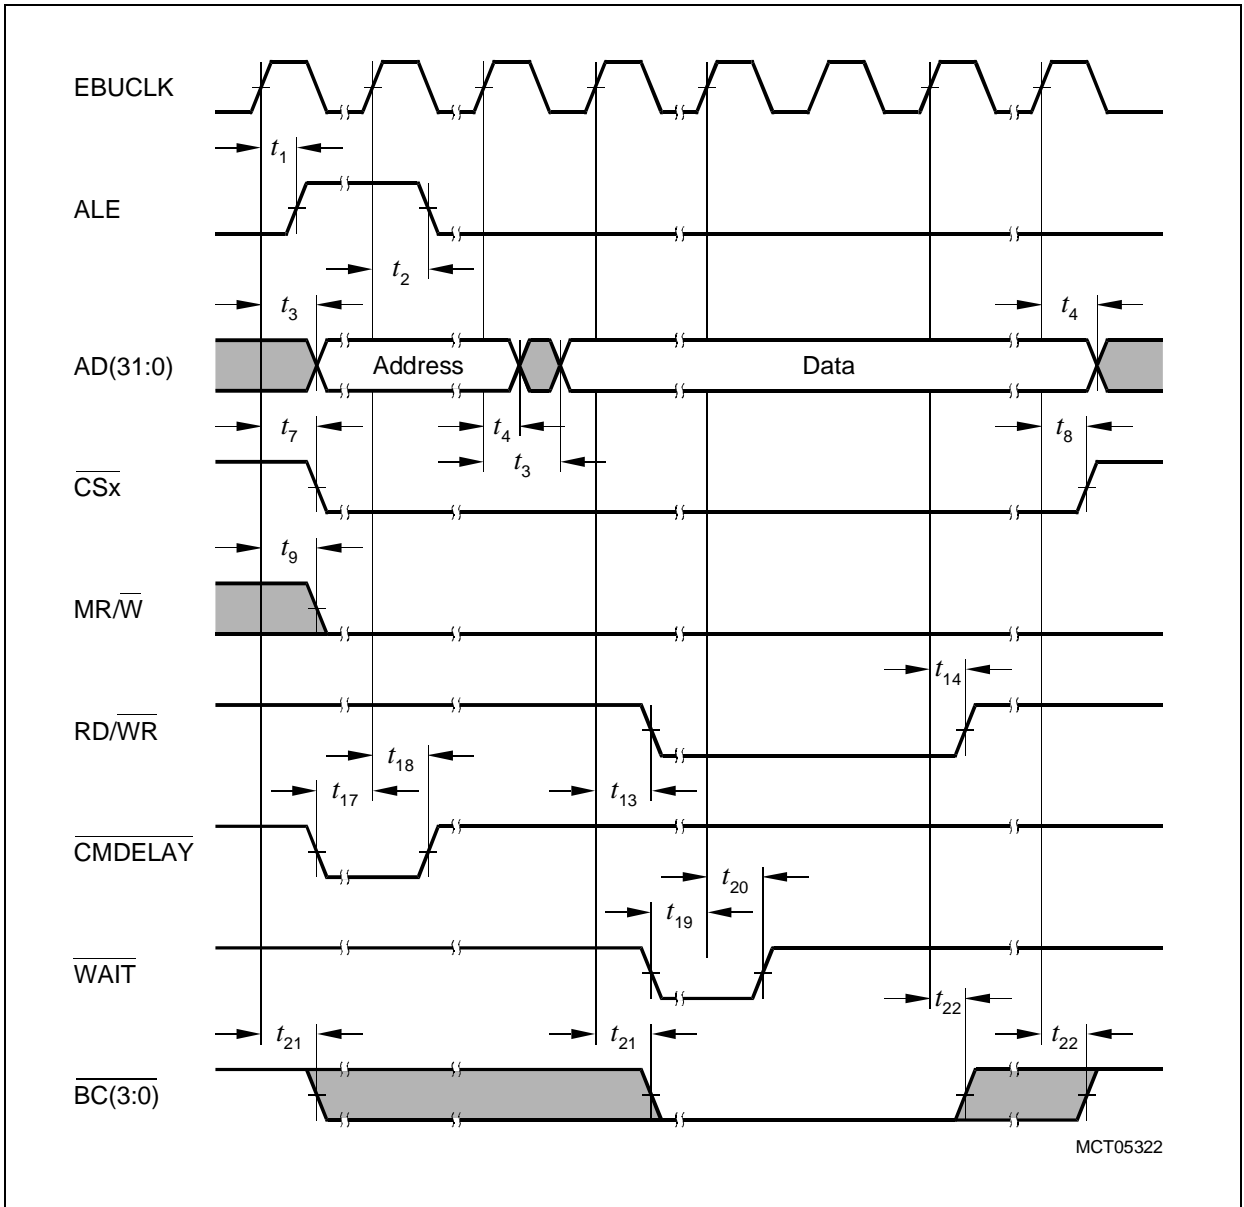 EBUCLK
t1
ALE
t2
t3
t4
AD(31:0)
Address
Data
t7
t4
t8
t3
CSx
t9
MR/W
t14
RD/WR
t18
t17
t13
CMDELAY
t20
t19
WAIT
t22
t21
t21
t22
BC(3:0)
MCT05322